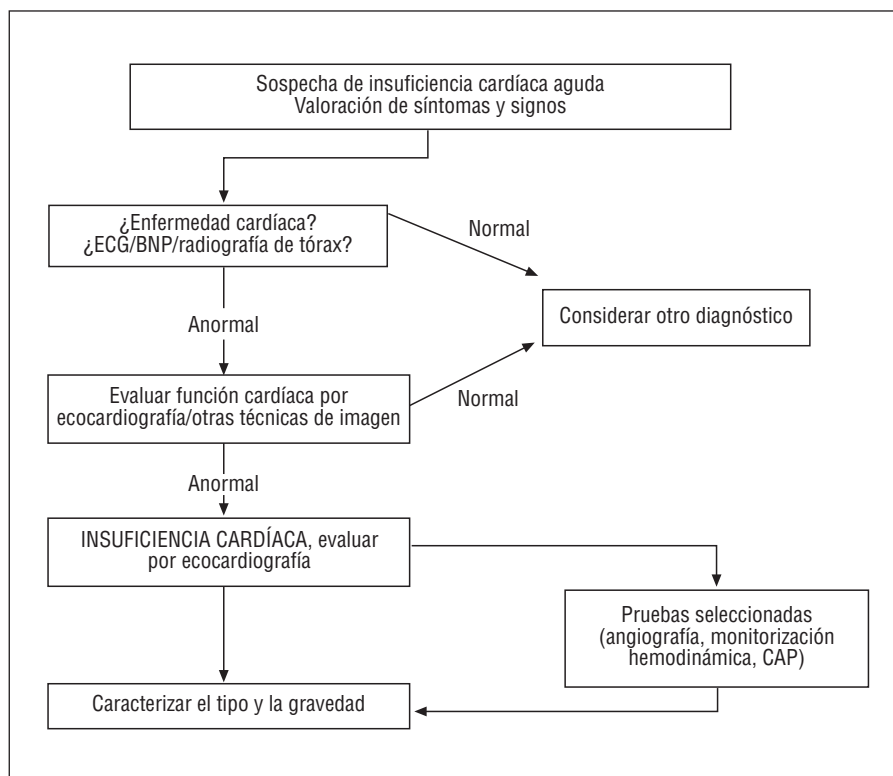 Sospecha de insuficiencia cardíaca aguda
Valoración de síntomas y signos
¿Enfermedad cardíaca?
¿ECG/BNP/radiografía de tórax?
Normal
Anormal
Considerar otro diagnóstico
Evaluar función cardíaca por
ecocardiografía/otras técnicas de imagen
Normal
Anormal
INSUFICIENCIA CARDÍACA, evaluar
por ecocardiografía
Pruebas seleccionadas
(angiografía, monitorización
hemodinámica, CAP)
Caracterizar el tipo y la gravedad